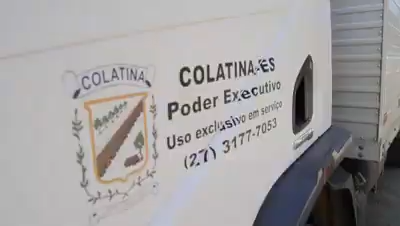 COLATINA
COLATINA-ES
Poder Executivo
Uso exclusivo em serviço
(27) 3177-7053